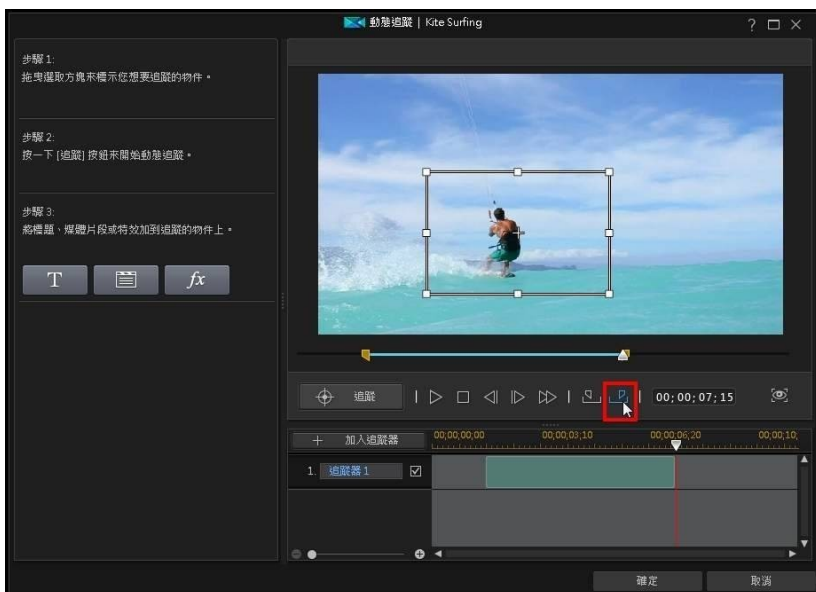 動態追蹤 | Kite Surfing
步驟 1:
拖曳選取方塊來標示您想要追蹤的物件。
步驟 2:
按一下 [追蹤] 按鈕來開始動態追蹤。
步驟 3:
將標題、媒體片段或特效加到追蹤的物件上。
T fx
追蹤 00;00;07;15
加入追蹤器 00;00;00;00 00;00;03;10 00;00;06;20 00;00;10;
1. 追蹤器 1
確定 取消